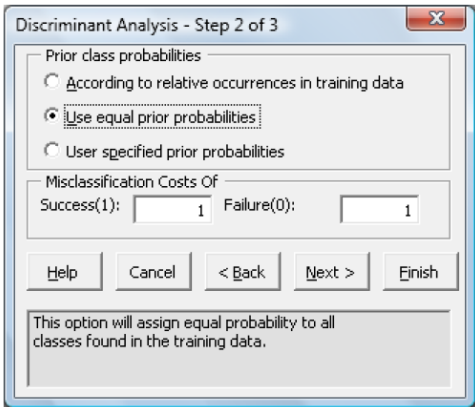 Discriminant Analysis - Step 2 of 3
Prior class probabilities
According to relative occurrences in training data
Use equal prior probabilities
User specified prior probabilities
Misclassification Costs Of
Success(1): 1 Failure(0): 1
Help Cancel < Back Next > Finish
This option will assign equal probability to all
classes found in the training data.